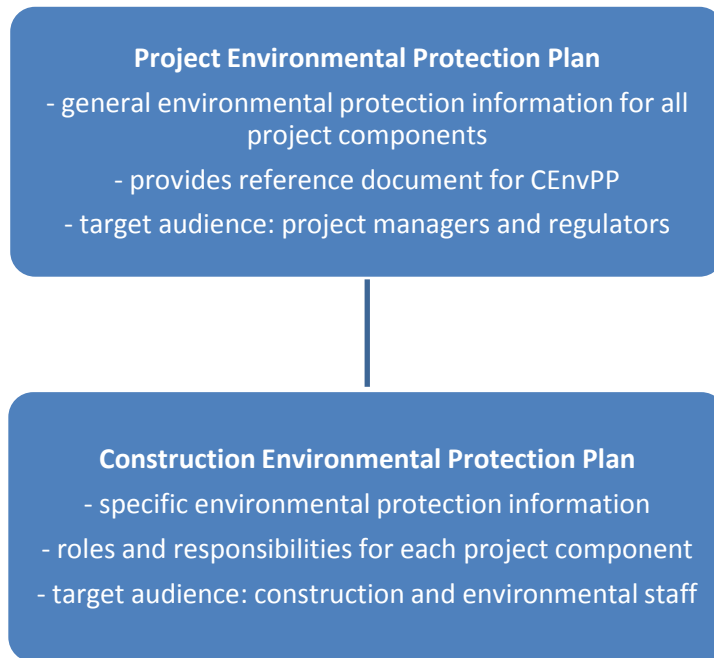 Project Environmental Protection Plan
- general environmental protection information for all
project components
- provides reference document for CEnvPP
- target audience: project managers and regulators
Construction Environmental Protection Plan
- specific environmental protection information
- roles and responsibilities for each project component
- target audience: construction and environmental staff